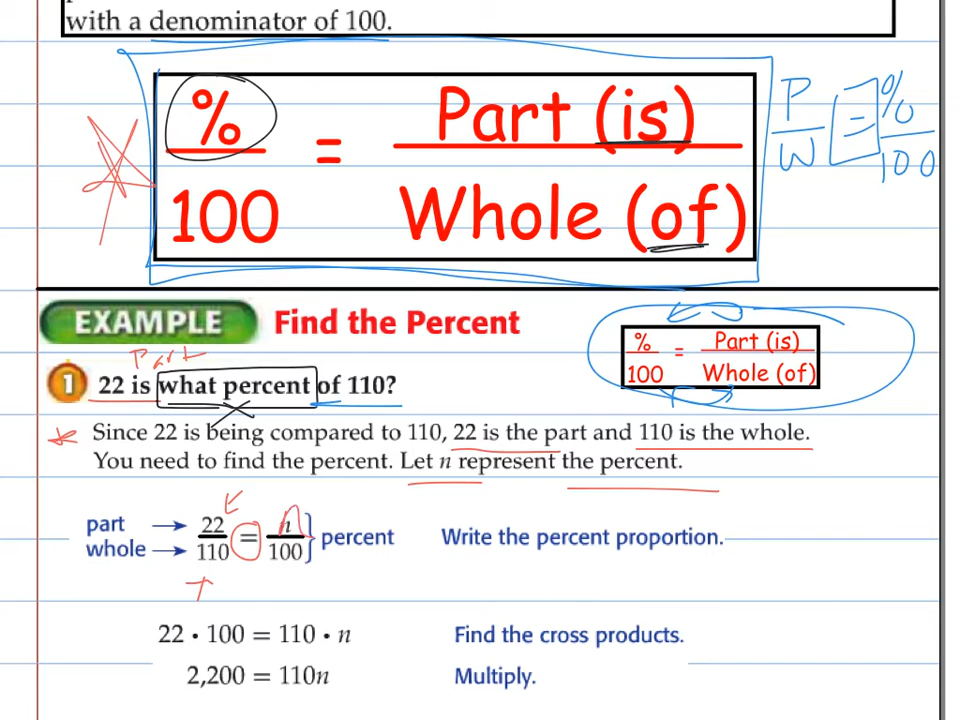 with a denominator of 100.
% / 100 = Part (is) / Whole (of)
P / W = % / 100
EXAMPLE Find the Percent
% / 100 = Part (is) / Whole (of)
Part
1 22 is what percent of 110?
Since 22 is being compared to 110, 22 is the part and 110 is the whole.
You need to find the percent. Let n represent the percent.
part → 22 / whole → 110 = n / 100 } percent Write the percent proportion.
22 · 100 = 110 · n Find the cross products.
2,200 = 110n Multiply.